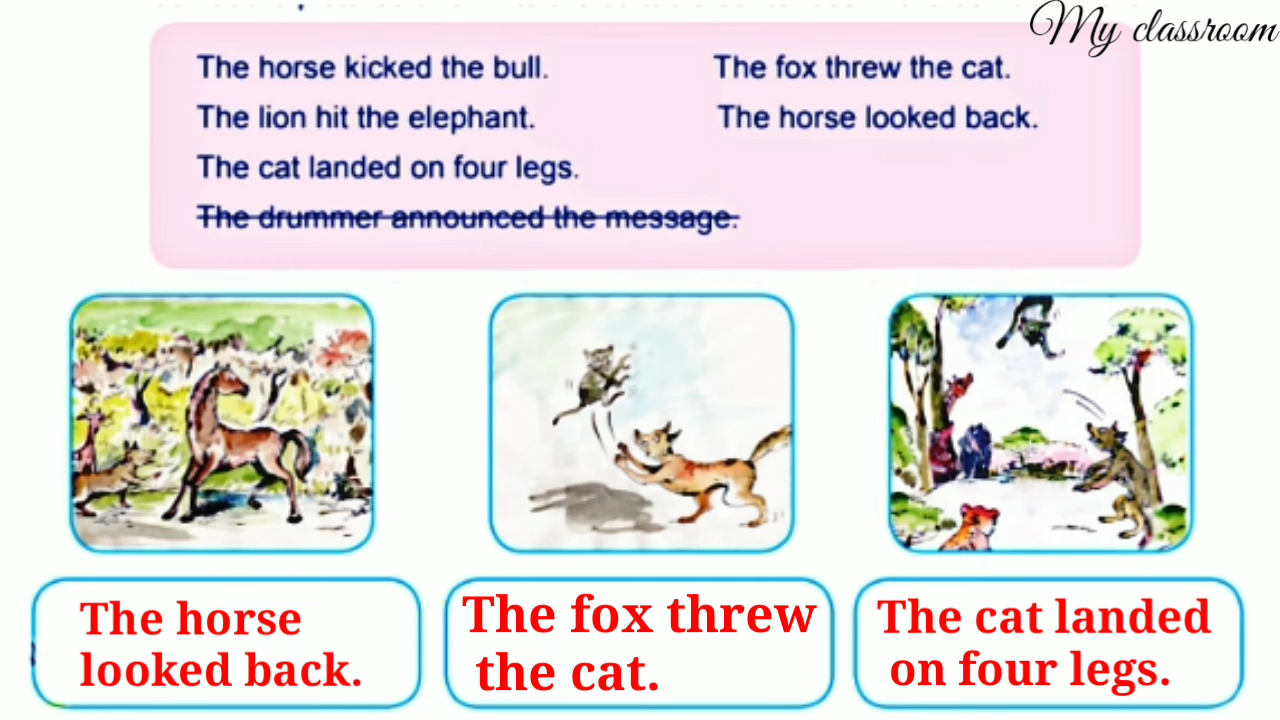 My classroom
The horse kicked the bull. The fox threw the cat.
The lion hit the elephant. The horse looked back.
The cat landed on four legs.
The drummer announced the message.
The horse
looked back.
The fox threw
the cat.
The cat landed
on four legs.